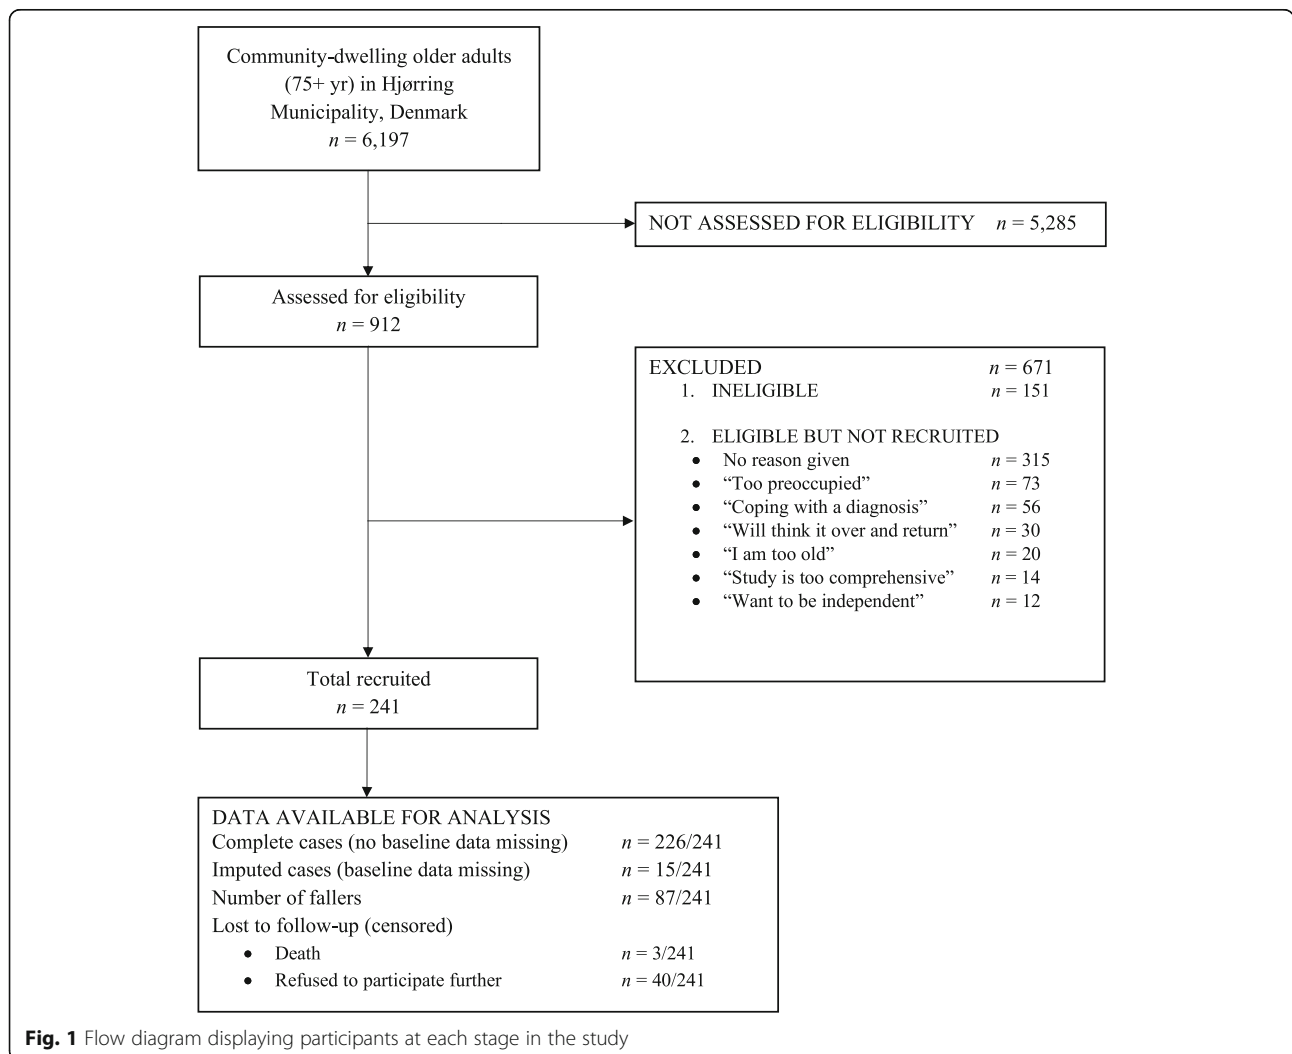 Community-dwelling older adults
(75+ yr) in Hjørring
Municipality, Denmark
n = 6,197
NOT ASSESSED FOR ELIGIBILITY n = 5,285
Assessed for eligibility
n = 912
EXCLUDED n = 671
1. INELIGIBLE n = 151
2. ELIGIBLE BUT NOT RECRUITED
• No reason given n = 315
• “Too preoccupied” n = 73
• “Coping with a diagnosis” n = 56
• “Will think it over and return” n = 30
• “I am too old” n = 20
• “Study is too comprehensive” n = 14
• “Want to be independent” n = 12
Total recruited
n = 241
DATA AVAILABLE FOR ANALYSIS
Complete cases (no baseline data missing) n = 226/241
Imputed cases (baseline data missing) n = 15/241
Number of fallers n = 87/241
Lost to follow-up (censored)
• Death n = 3/241
• Refused to participate further n = 40/241
Fig. 1 Flow diagram displaying participants at each stage in the study